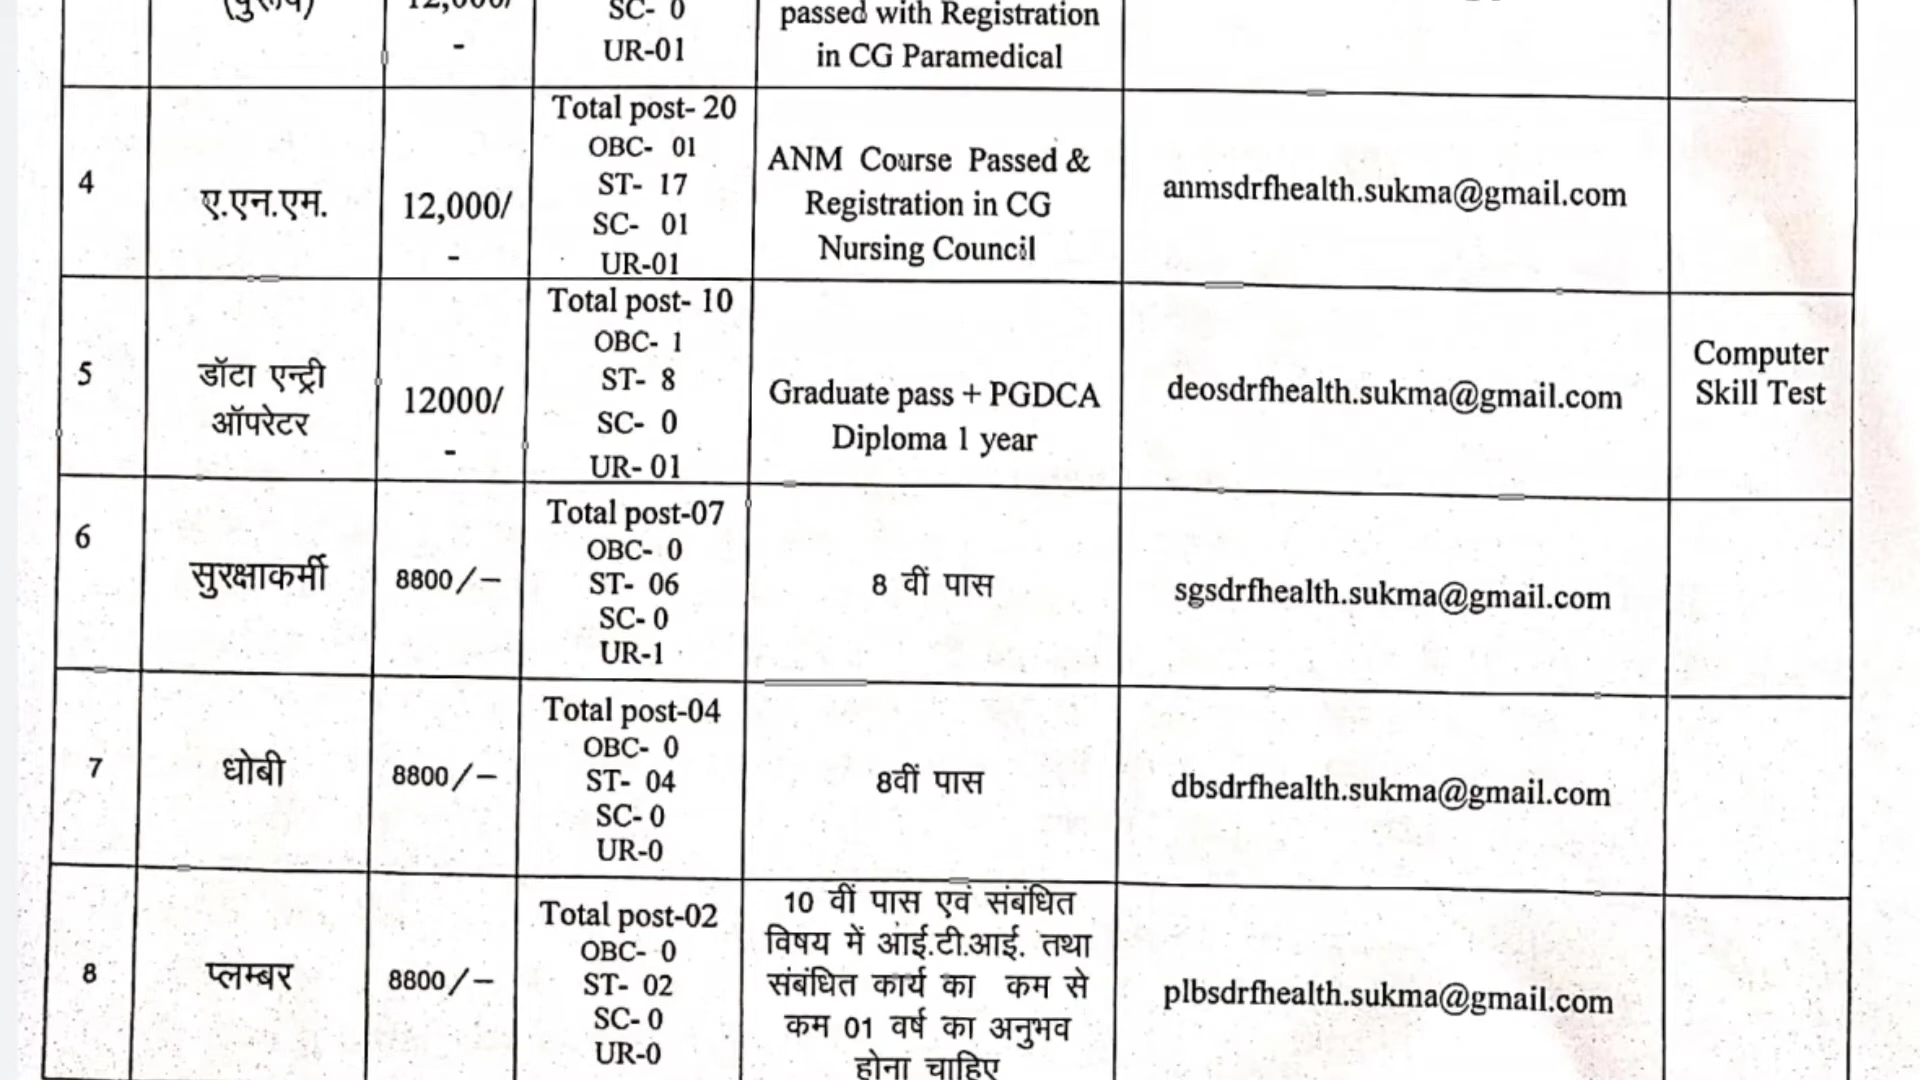 SC- 0
passed with Registration
-
UR-01
in CG Paramedical
4
ए.एन.एम.
12,000/
-
Total post- 20
OBC- 01
ST- 17
SC- 01
UR-01
ANM Course Passed &
Registration in CG
Nursing Council
anmsdrfhealth.sukma@gmail.com
5
डॉटा एन्ट्री
ऑपरेटर
12000/
-
Total post- 10
OBC- 1
ST- 8
SC- 0
UR- 01
Graduate pass + PGDCA
Diploma 1 year
deosdrfhealth.sukma@gmail.com
Computer
Skill Test
6
सुरक्षाकर्मी
8800/-
Total post-07
OBC- 0
ST- 06
SC- 0
UR-1
8 वीं पास
sgsdrfhealth.sukma@gmail.com
7
धोबी
8800/-
Total post-04
OBC- 0
ST- 04
SC- 0
UR-0
8वीं पास
dbsdrfhealth.sukma@gmail.com
8
प्लम्बर
8800/-
Total post-02
OBC- 0
ST- 02
SC- 0
UR-0
10 वीं पास एवं संबंधित
विषय में आई.टी.आई. तथा
संबंधित कार्य का कम से
कम 01 वर्ष का अनुभव
होना चाहिए
plbsdrfhealth.sukma@gmail.com